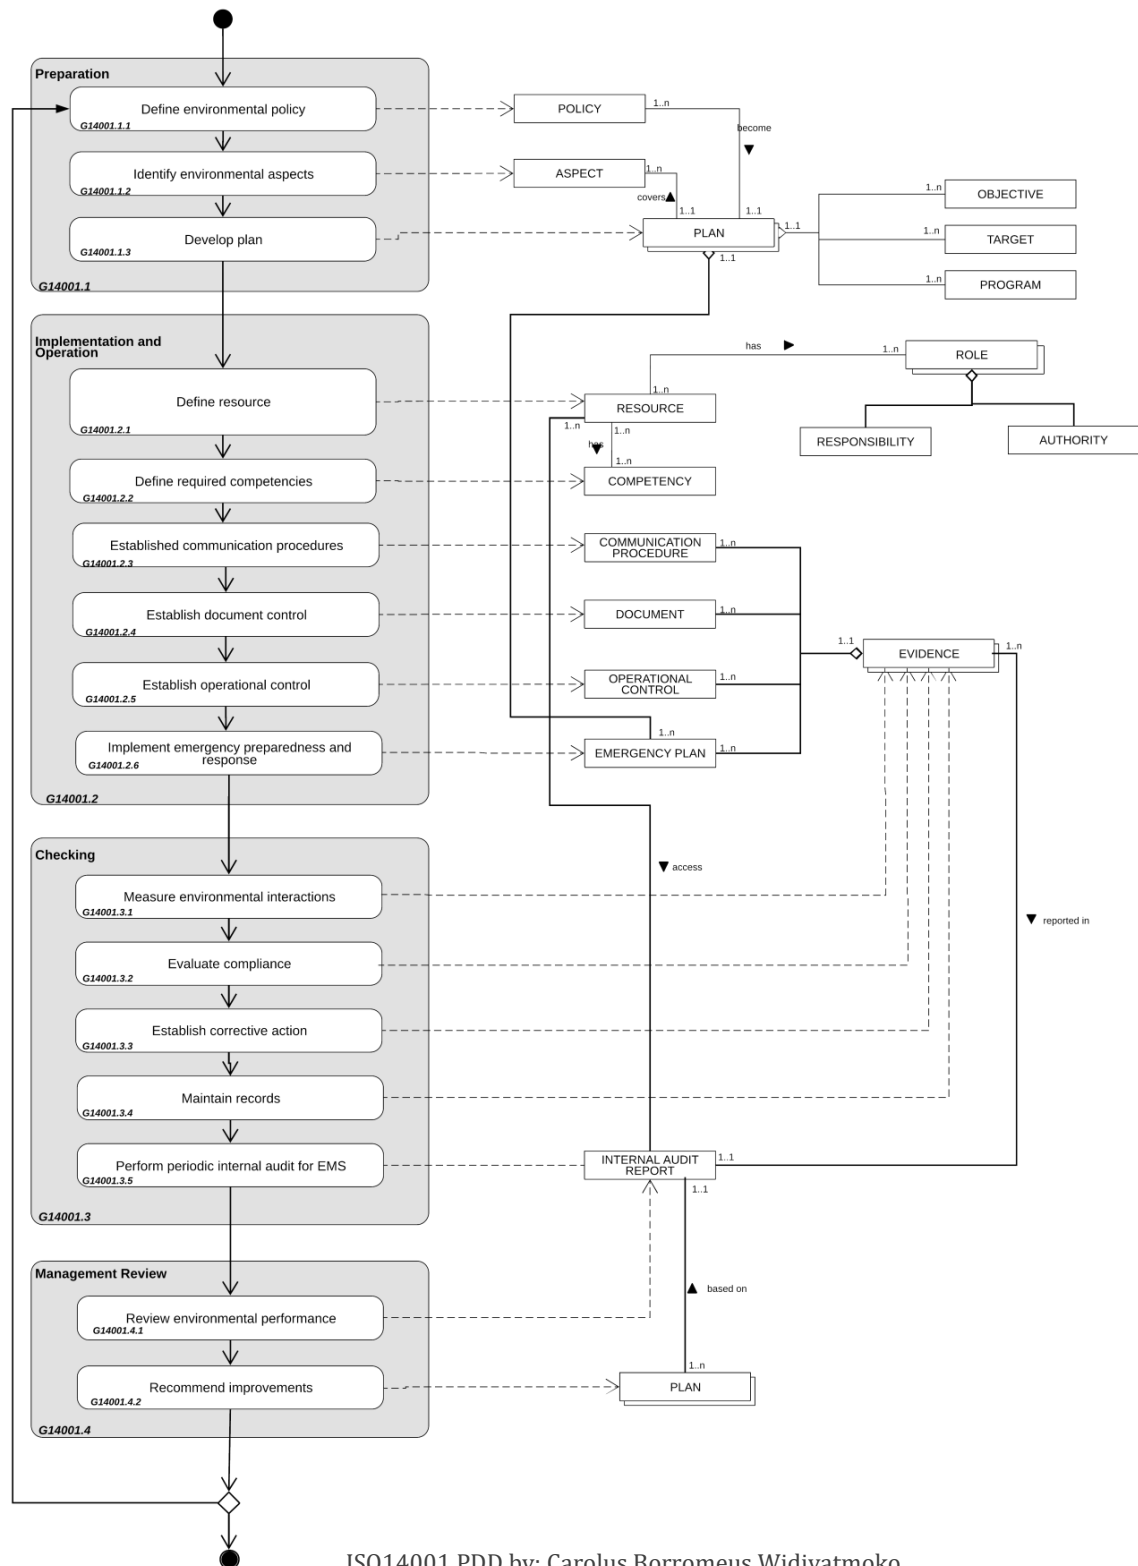 Preparation
Define environmental policy
G14001.1.1
POLICY
1..n
become
Identify environmental aspects
G14001.1.2
ASPECT
1..n
covers
1..1
1..1
Develop plan
G14001.1.3
PLAN
1..1
1..1
1..n
OBJECTIVE
1..n
TARGET
1..n
PROGRAM
G14001.1
Implementation and
Operation
Define resource
G14001.2.1
has
1..n
ROLE
1..n
RESOURCE
1..n
1..n
has
1..n
RESPONSIBILITY
AUTHORITY
Define required competencies
G14001.2.2
COMPETENCY
Established communication procedures
G14001.2.3
COMMUNICATION
PROCEDURE
1..n
Establish document control
G14001.2.4
DOCUMENT
1..n
1..1
EVIDENCE
1..n
Establish operational control
G14001.2.5
OPERATIONAL
CONTROL
1..n
Implement emergency preparedness and
response
G14001.2.6
1..n
EMERGENCY PLAN
1..n
G14001.2
Checking
access
Measure environmental interactions
G14001.3.1
reported in
Evaluate compliance
G14001.3.2
Establish corrective action
G14001.3.3
Maintain records
G14001.3.4
Perform periodic internal audit for EMS
G14001.3.5
INTERNAL AUDIT
REPORT
1..1
1..1
G14001.3
Management Review
based on
Review environmental performance
G14001.4.1
1..n
Recommend improvements
G14001.4.2
PLAN
G14001.4
ISO14001 PDD by: Carolus Borromeus Widiyatmoko